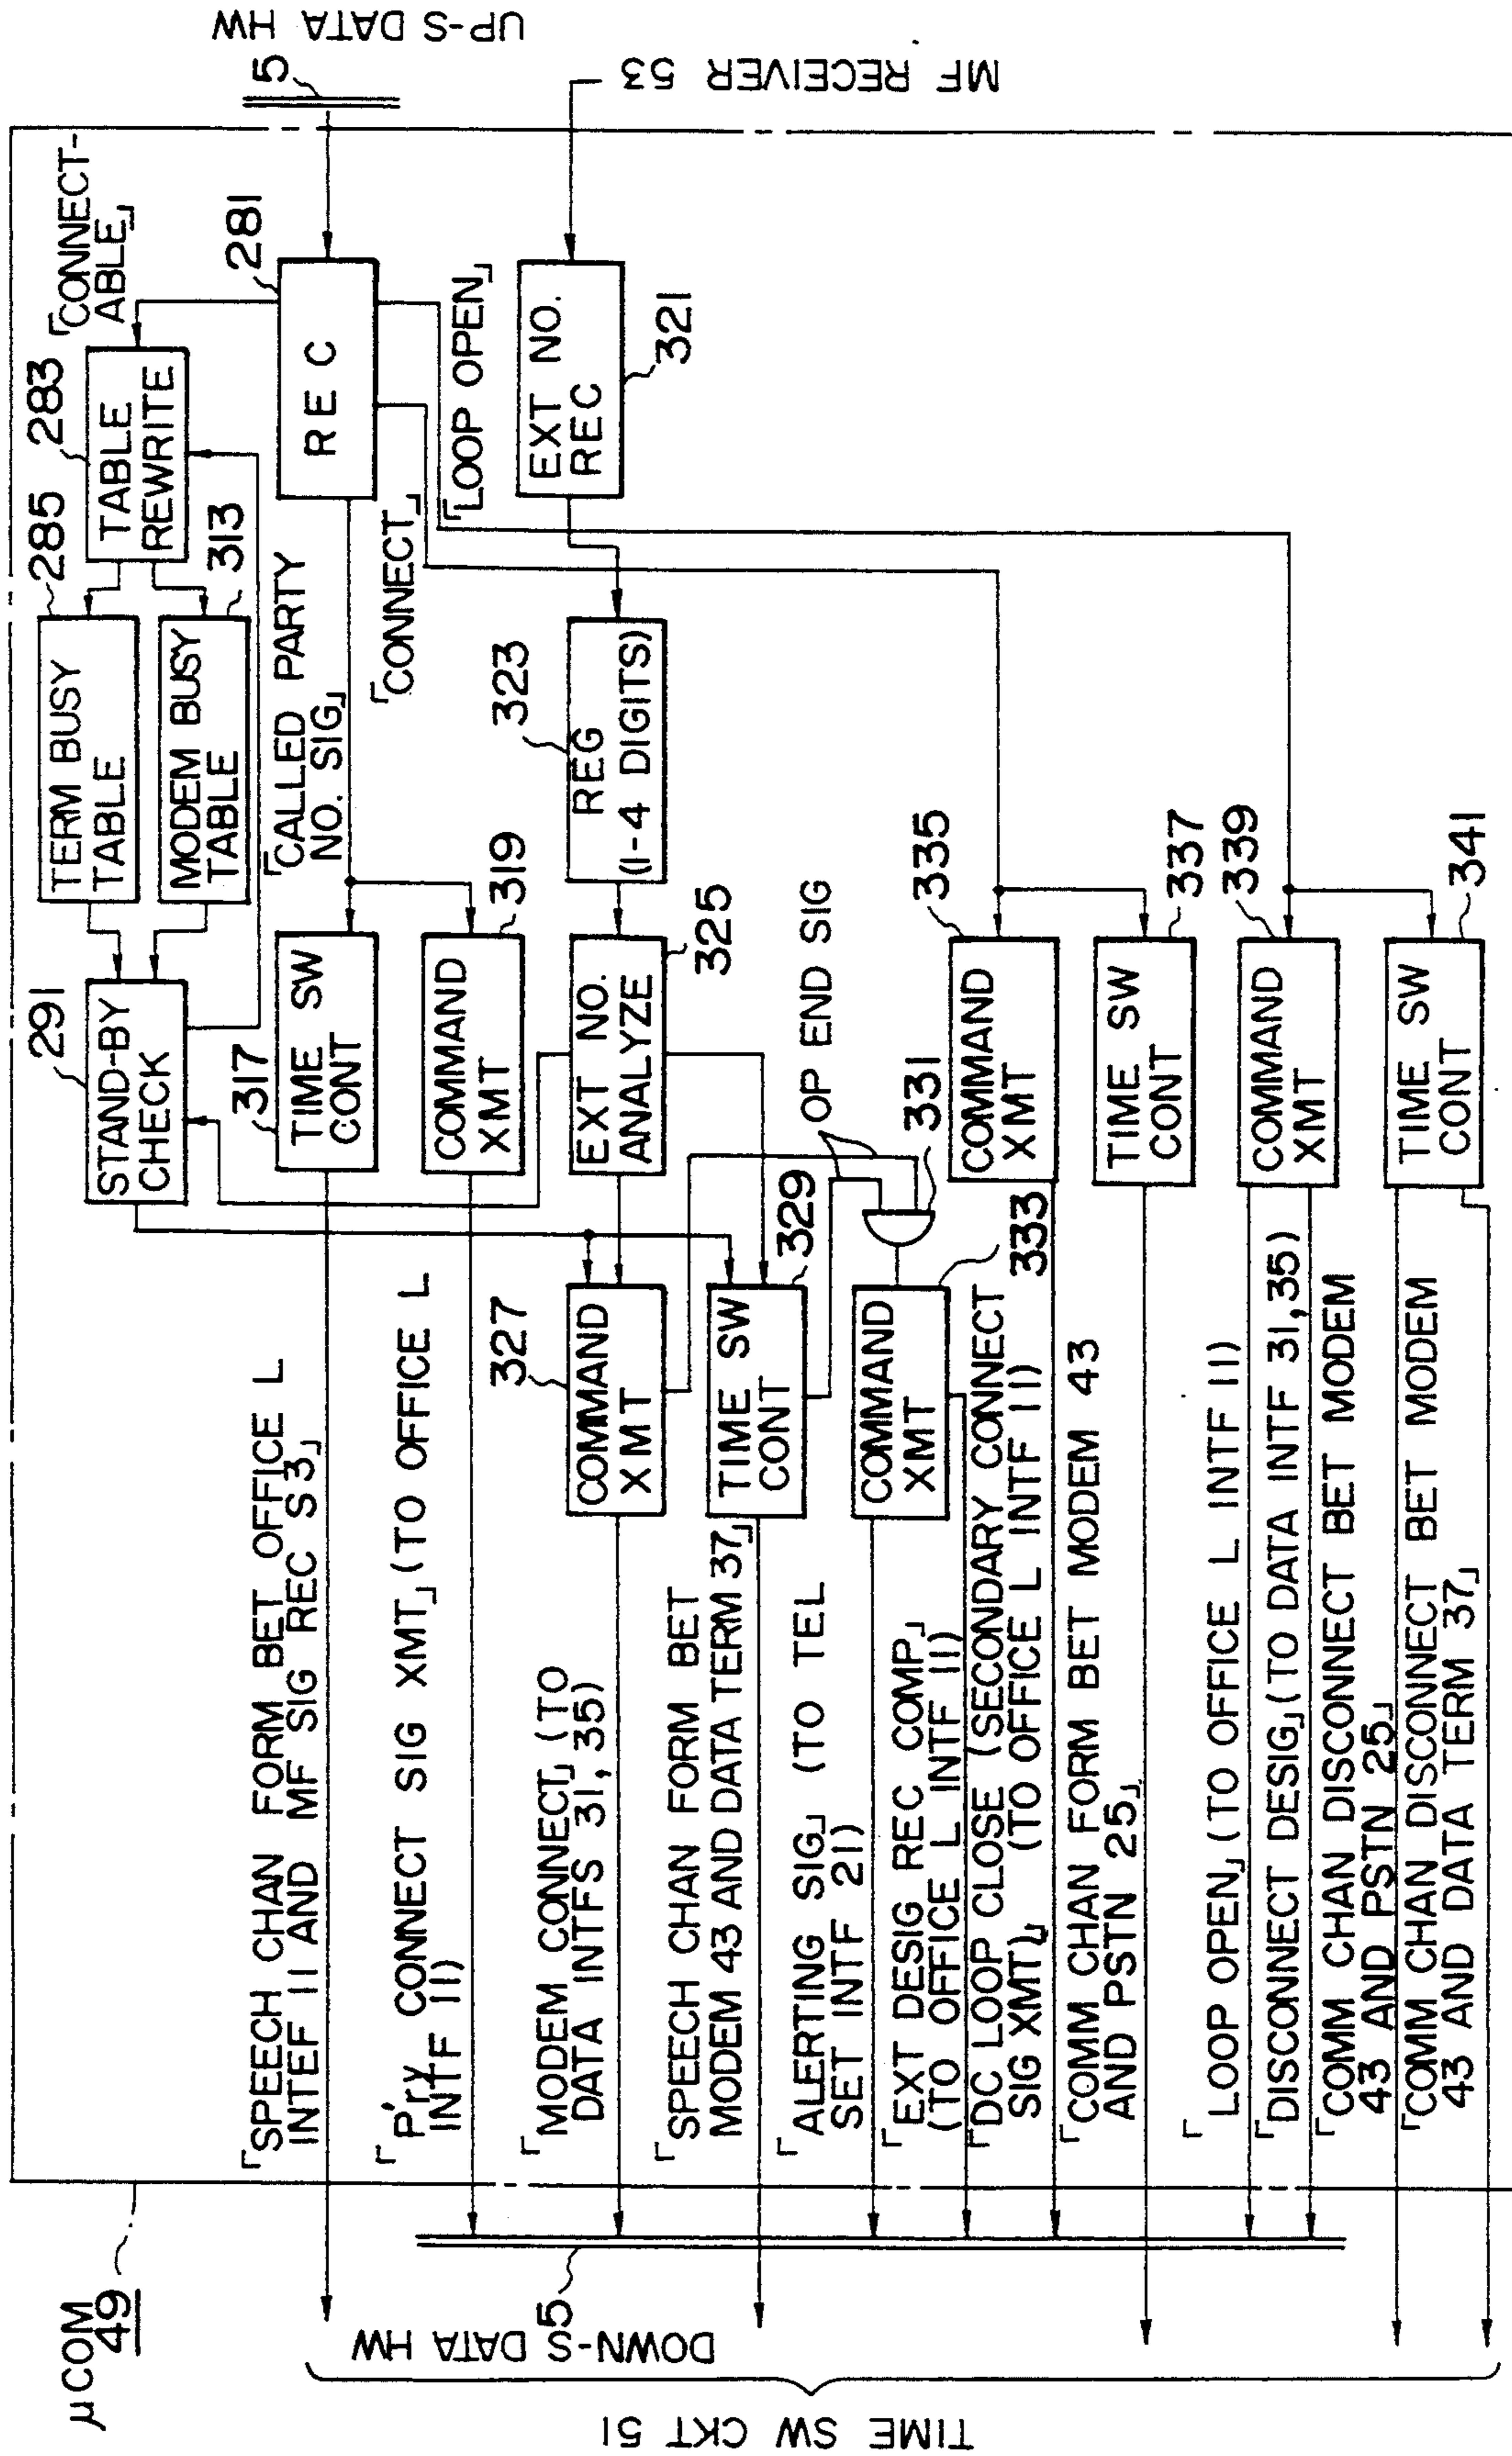 μCOM
49
UP-S DATA HW
5
MF RECEIVER 53
「CONNECT-
ABLE」
281
REC
283
TABLE
REWRITE
285
TERM BUSY
TABLE
313
MODEM BUSY
TABLE
291
STAND-BY
CHECK
「CALLED PARTY
NO. SIG」
「CONNECT」
「LOOP OPEN」
EXT NO.
REC
321
323
REG
(1-4 DIGITS)
317
TIME SW
CONT
319
COMMAND
XMT
325
EXT NO.
ANALYZE
OP END SIG
327
COMMAND
XMT
329
TIME SW
CONT
331
333
COMMAND
XMT
335
COMMAND
XMT
337
TIME SW
CONT
339
COMMAND
XMT
341
TIME SW
CONT
「SPEECH CHAN FORM BET OFFICE L
INTEF 11 AND MF SIG REC S3」
「P'ry CONNECT SIG XMT」(TO OFFICE L
INTF 11)
「MODEM CONNECT」(TO
DATA INTFS 31, 35)
「SPEECH CHAN FORM BET
MODEM 43 AND DATA TERM 37」
「ALERTING SIG」 (TO TEL
SET INTF 21)
「EXT DESIG REC COMP」
(TO OFFICE L INTF 11)
「DC LOOP CLOSE (SECONDARY CONNECT
SIG XMT)」 (TO OFFICE L INTF 11)
「COMM CHAN FORM BET MODEM 43
AND PSTN 25」
「LOOP OPEN」(TO OFFICE L INTF 11)
「DISCONNECT DESIG」(TO DATA INTF 31,35)
「COMM CHAN DISCONNECT BET MODEM
43 AND PSTN 25」
「COMM CHAN DISCONNECT BET MODEM
43 AND DATA TERM 37」
5
DOWN-S DATA HW
TIME SW CKT 51